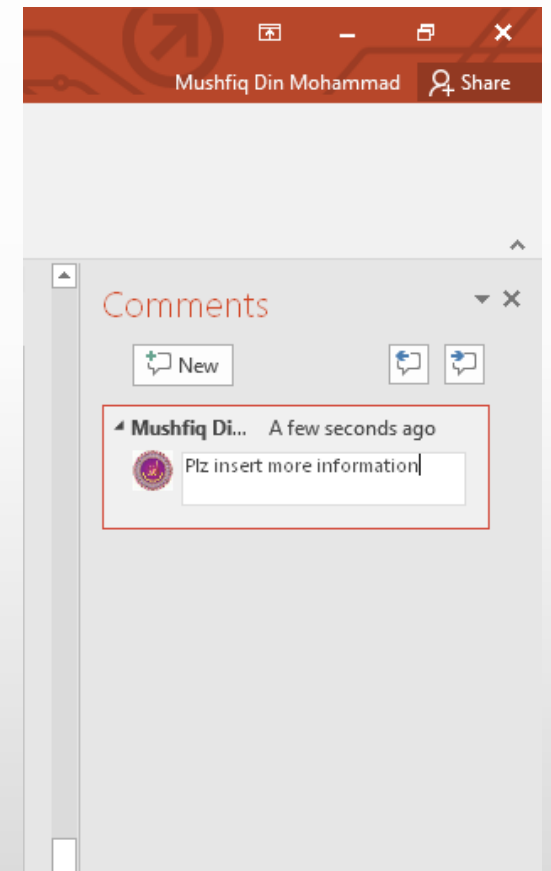 Mushfiq Din Mohammad Share
Comments
New
Mushfiq Di... A few seconds ago
Plz insert more information